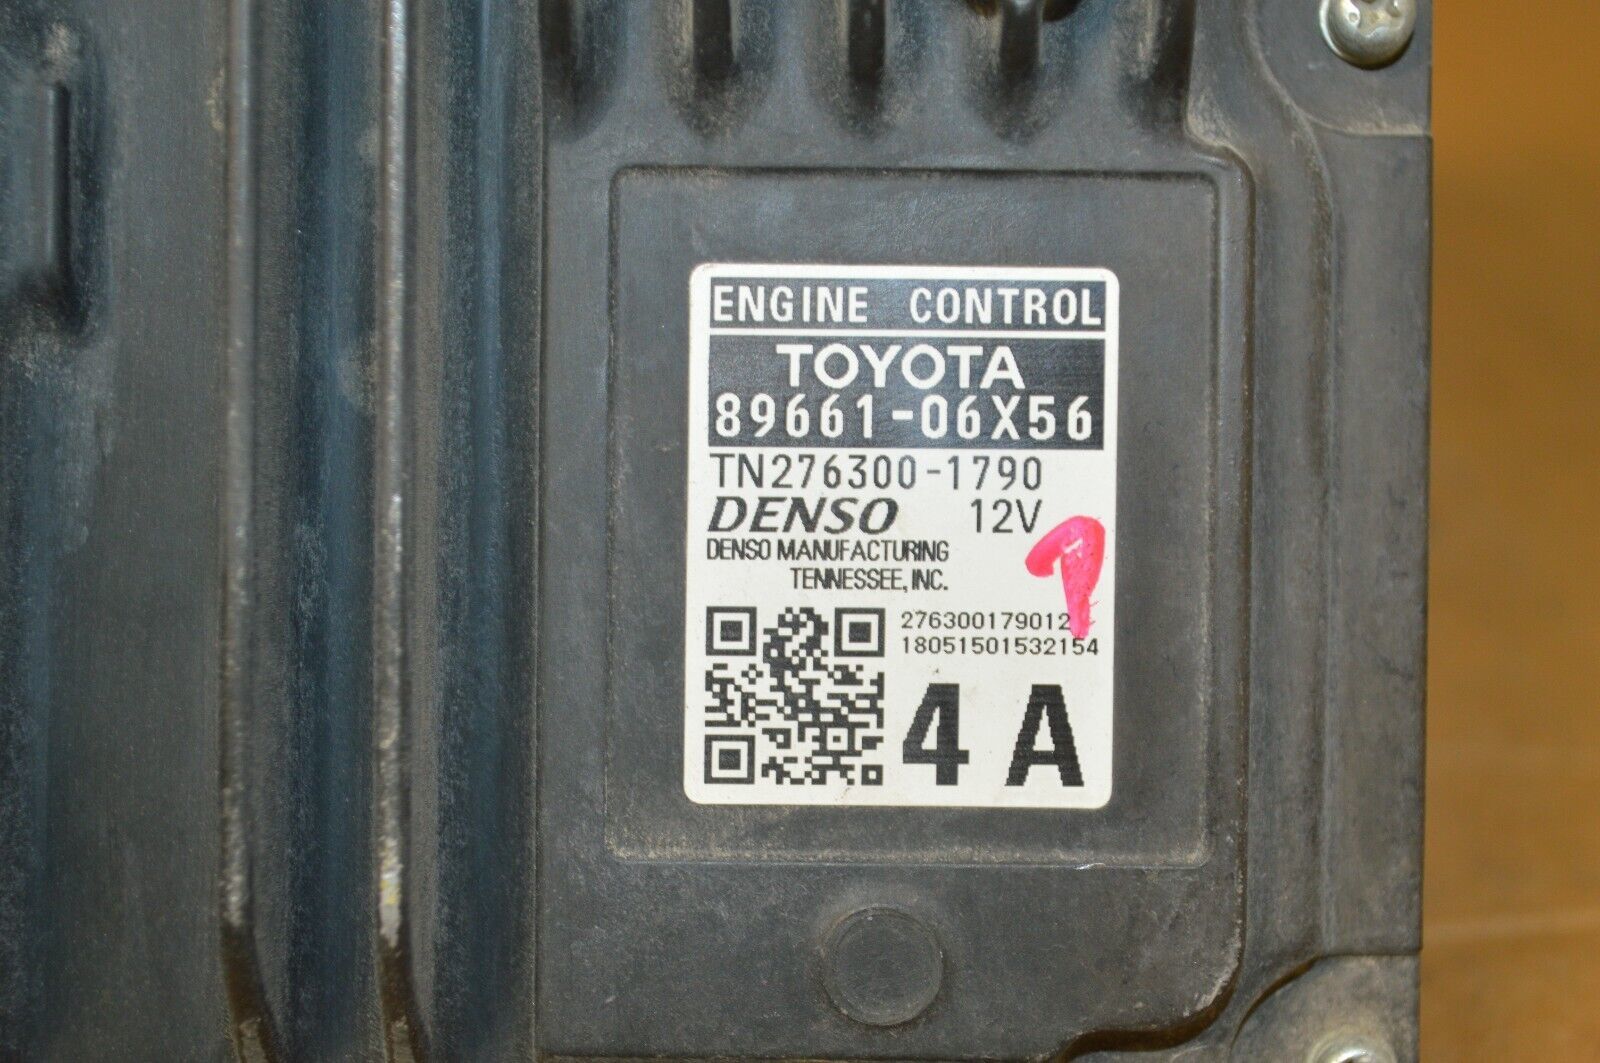 ENGINE CONTROL
TOYOTA
89661-06X56
TN276300-1790
DENSO 12V
DENSO MANUFACTURING
TENNESSEE, INC.
276300179012
18051501532154
4 A